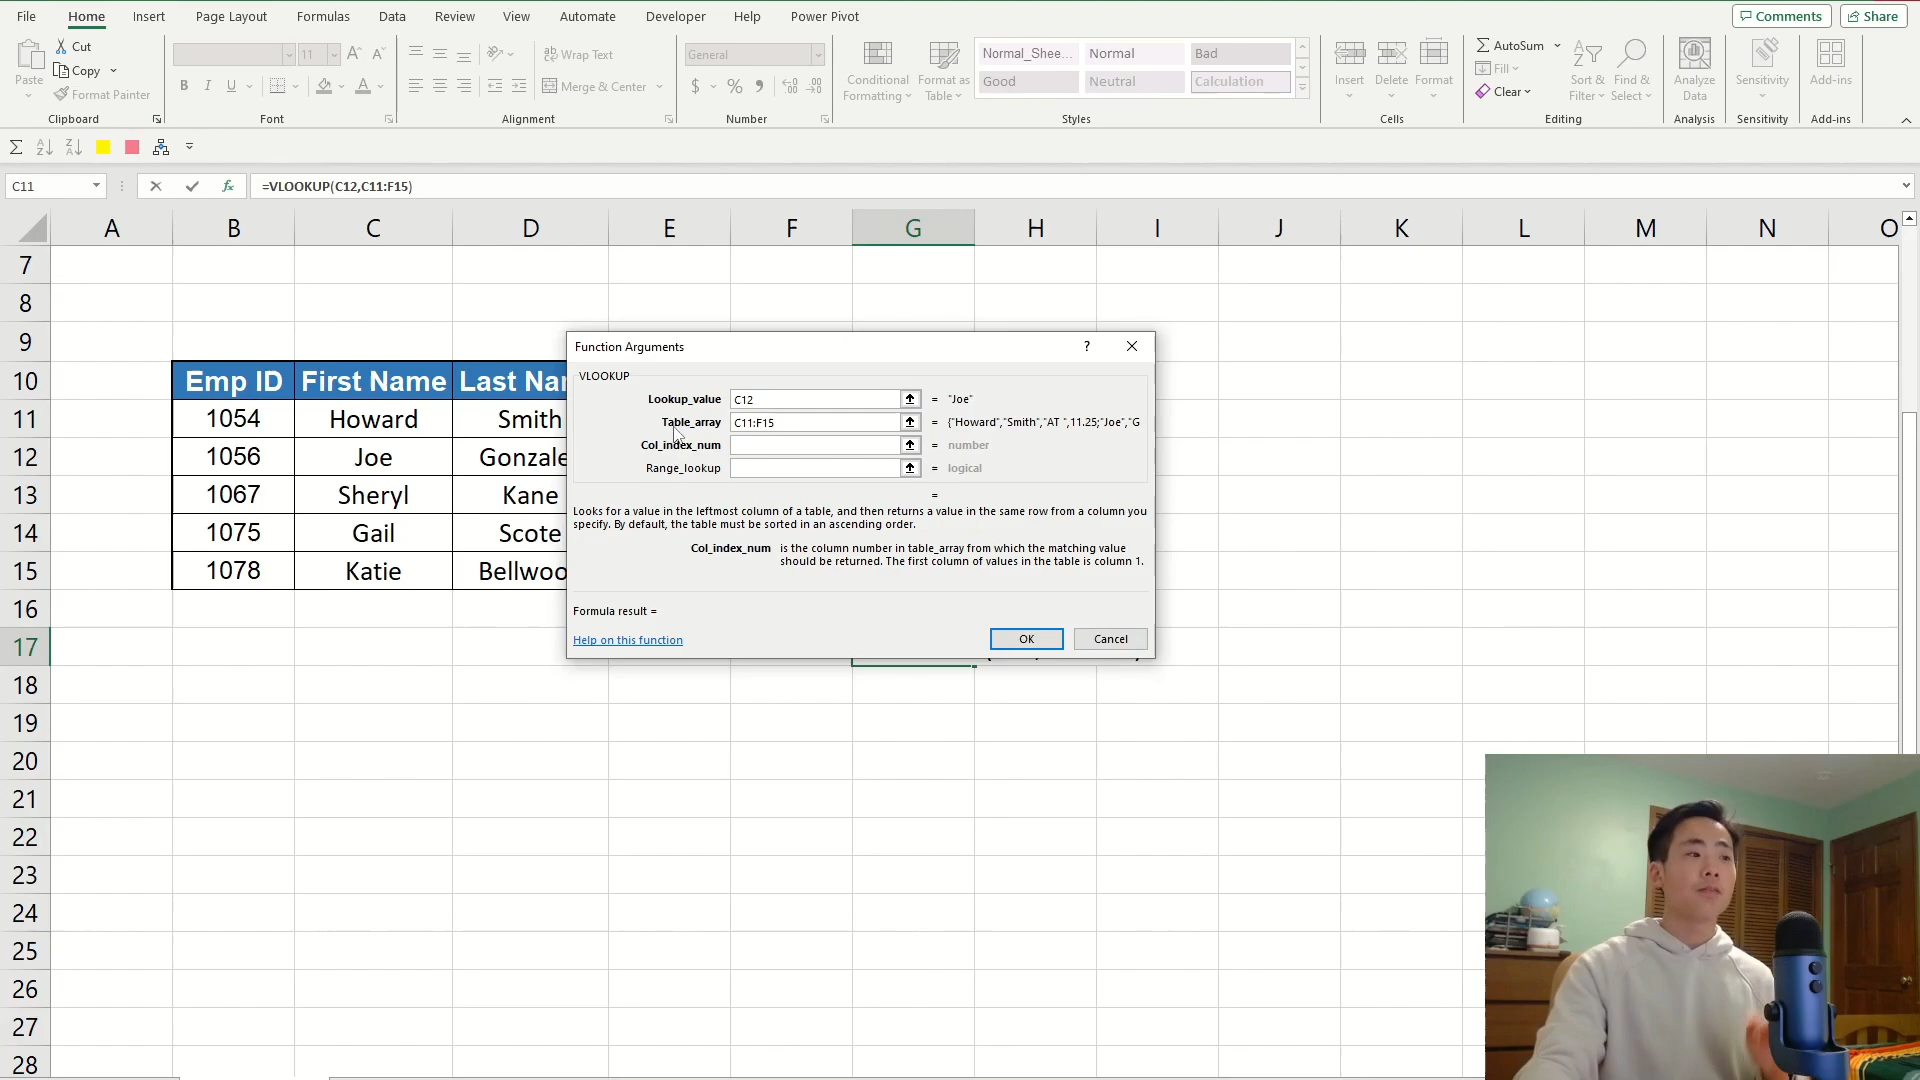 File Home Insert Page Layout Formulas Data Review View Automate Developer Help Power Pivot Comments Share
Paste Cut Copy Format Painter Clipboard
11 B I U A A A Font
Wrap Text Merge & Center Alignment
General $ % Number
Conditional Formatting Format as Table Normal_Shee... Normal Bad Good Neutral Calculation Styles
Insert Delete Format Cells
AutoSum Fill Clear Sort & Filter Find & Select Editing
Analyze Data Analysis
Sensitivity Sensitivity
Add-ins Add-ins
C11 fx =VLOOKUP(C12,C11:F15)
A B C D E F G H I J K L M N O
7
8
9
10 Emp ID First Name Last Na
11 1054 Howard Smith
12 1056 Joe Gonzale
13 1067 Sheryl Kane
14 1075 Gail Scote
15 1078 Katie Bellwoo
16
17
18
19
20
21
22
23
24
25
26
27
28
Function Arguments ?
VLOOKUP
Lookup_value C12 = "Joe"
Table_array C11:F15 = {"Howard","Smith","AT ",11.25;"Joe","G
Col_index_num = number
Range_lookup = logical
=
Looks for a value in the leftmost column of a table, and then returns a value in the same row from a column you
specify. By default, the table must be sorted in an ascending order.
Col_index_num is the column number in table_array from which the matching value
should be returned. The first column of values in the table is column 1.
Formula result =
Help on this function OK Cancel